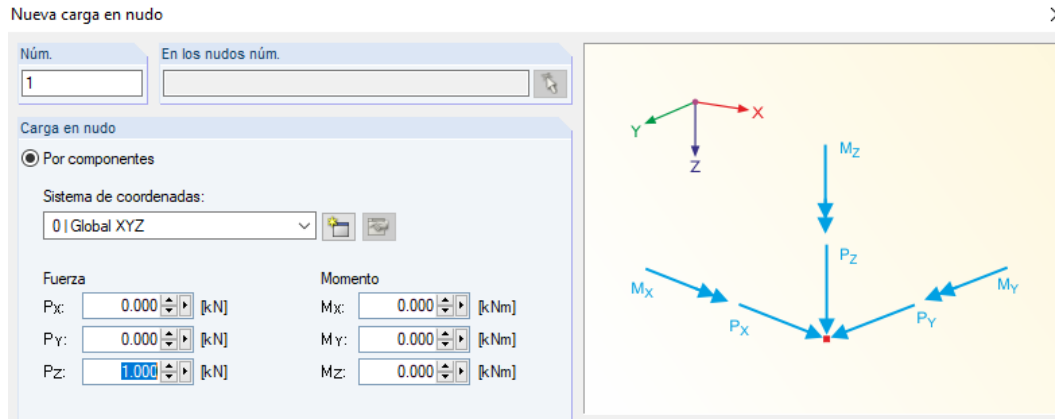 Nueva carga en nudo
Núm.
En los nudos núm.
1
Carga en nudo
Por componentes
Sistema de coordenadas:
0 | Global XYZ
Fuerza
Momento
PX: 0.000 [kN]
MX: 0.000 [kNm]
PY: 0.000 [kN]
MY: 0.000 [kNm]
PZ: 1.000 [kN]
MZ: 0.000 [kNm]
X
Y
Z
MZ
PZ
MX
MY
PX
PY